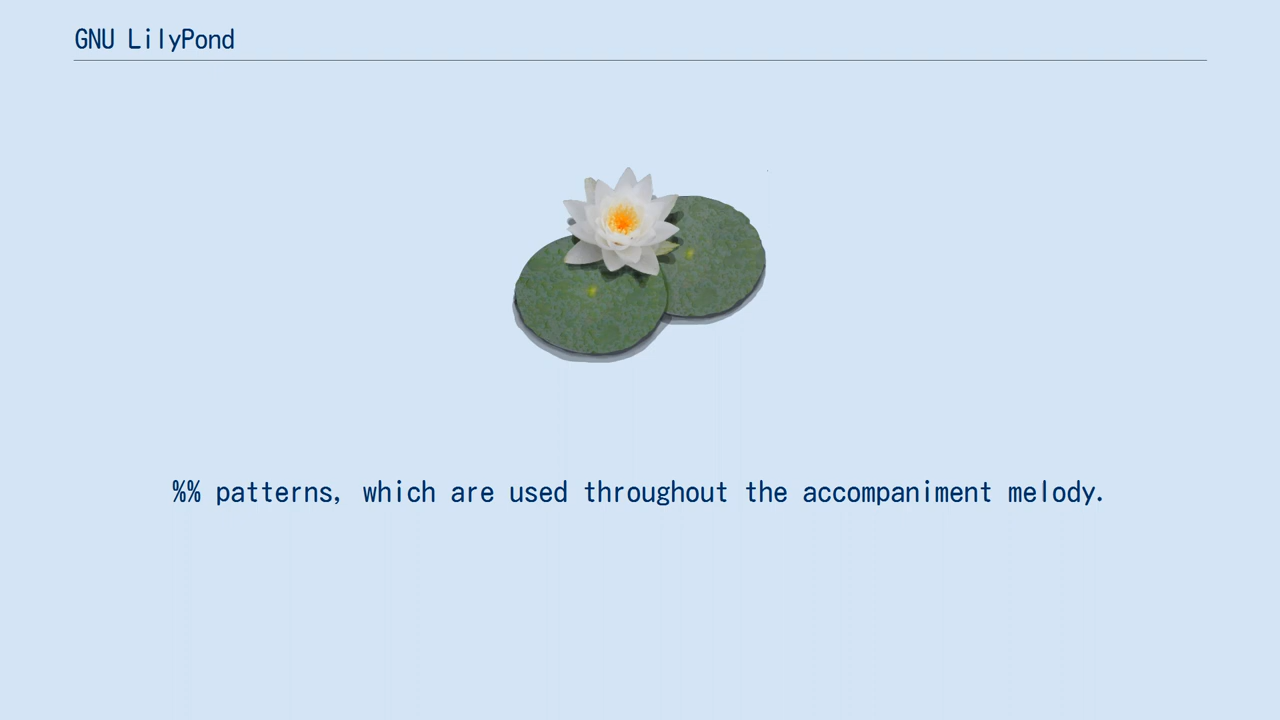 GNU LilyPond
%% patterns, which are used throughout the accompaniment melody.